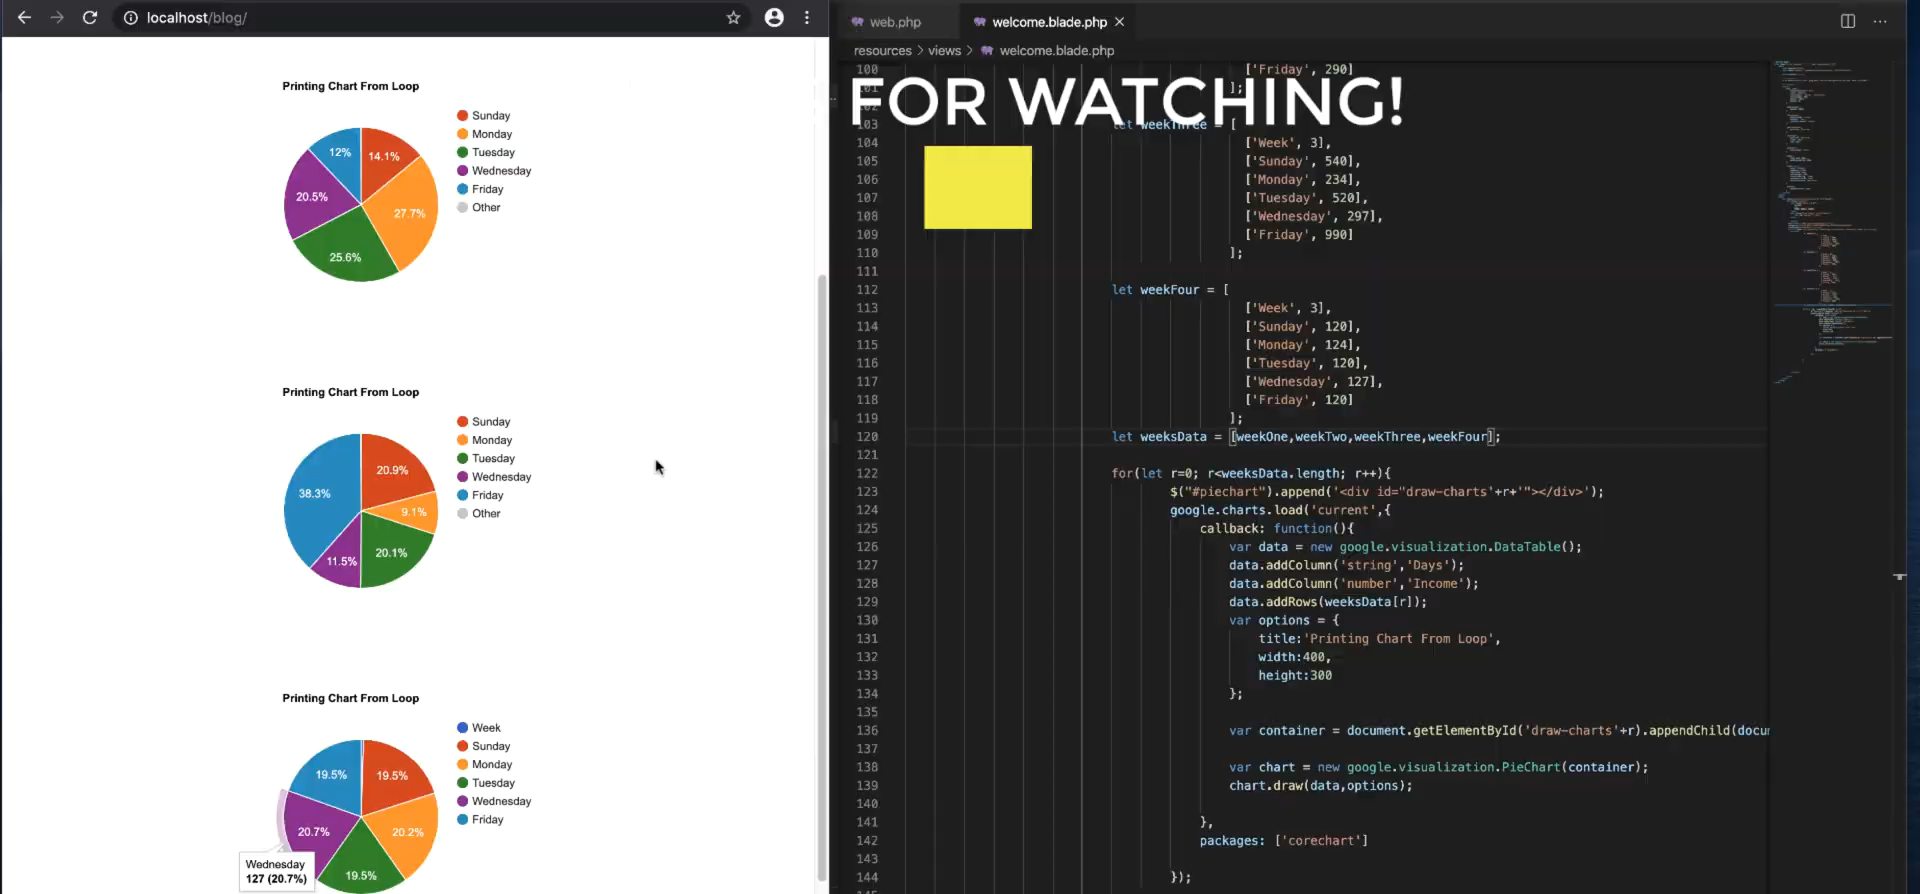 localhost/blog/
Printing Chart From Loop
Sunday
Monday
Tuesday
Wednesday
Friday
Other
12%
14.1%
20.5%
27.7%
25.6%
Printing Chart From Loop
Sunday
Monday
Tuesday
Wednesday
Friday
Other
20.9%
38.3%
9.1%
20.1%
11.5%
Printing Chart From Loop
Week
Sunday
Monday
Tuesday
Wednesday
Friday
19.5%
19.5%
20.7%
20.2%
19.5%
Wednesday
127 (20.7%)
web.php
welcome.blade.php
resources > views > welcome.blade.php
FOR WATCHING!
100 ['Friday', 290]
101 ];
103 let weekThree = [
104 ['Week', 3],
105 ['Sunday', 540],
106 ['Monday', 234],
107 ['Tuesday', 520],
108 ['Wednesday', 297],
109 ['Friday', 990]
110 ];
111
112 let weekFour = [
113 ['Week', 3],
114 ['Sunday', 120],
115 ['Monday', 124],
116 ['Tuesday', 120],
117 ['Wednesday', 127],
118 ['Friday', 120]
119 ];
120 let weeksData = [weekOne,weekTwo,weekThree,weekFour];
121
122 for(let r=0; r<weeksData.length; r++){
123 $("#piechart").append('<div id="draw-charts'+r+'"></div>');
124 google.charts.load('current',{
125 callback: function(){
126 var data = new google.visualization.DataTable();
127 data.addColumn('string','Days');
128 data.addColumn('number','Income');
129 data.addRows(weeksData[r]);
130 var options = {
131 title:'Printing Chart From Loop',
132 width:400,
133 height:300
134 };
135
136 var container = document.getElementById('draw-charts'+r).appendChild(docum
137
138 var chart = new google.visualization.PieChart(container);
139 chart.draw(data,options);
140
141 },
142 packages: ['corechart']
143
144 });